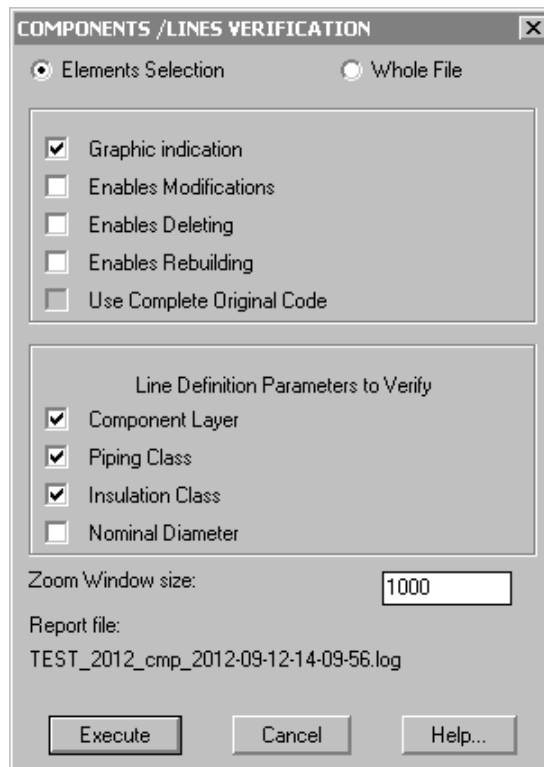 COMPONENTS /LINES VERIFICATION
Elements Selection Whole File
Graphic indication
Enables Modifications
Enables Deleting
Enables Rebuilding
Use Complete Original Code
Line Definition Parameters to Verify
Component Layer
Piping Class
Insulation Class
Nominal Diameter
Zoom Window size: 1000
Report file:
TEST_2012_cmp_2012-09-12-14-09-56.log
Execute Cancel Help...